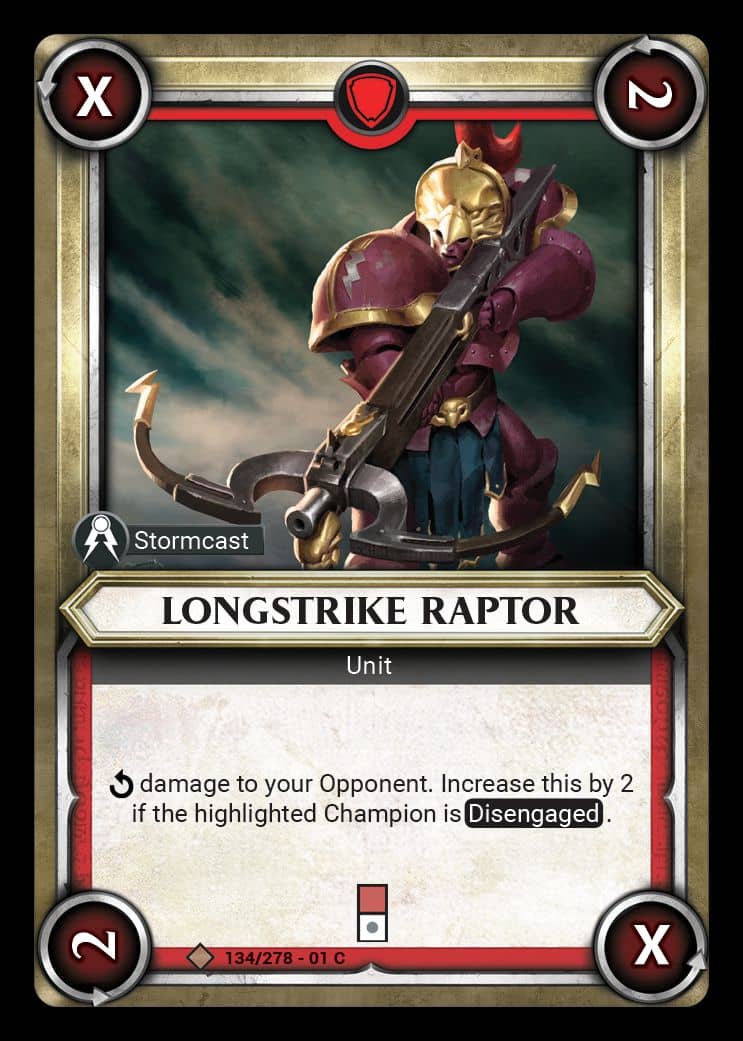 X
2
Stormcast
LONGSTRIKE RAPTOR
Unit
damage to your Opponent. Increase this by 2
if the highlighted Champion is Disengaged.
2
X
134/278 - 01 C